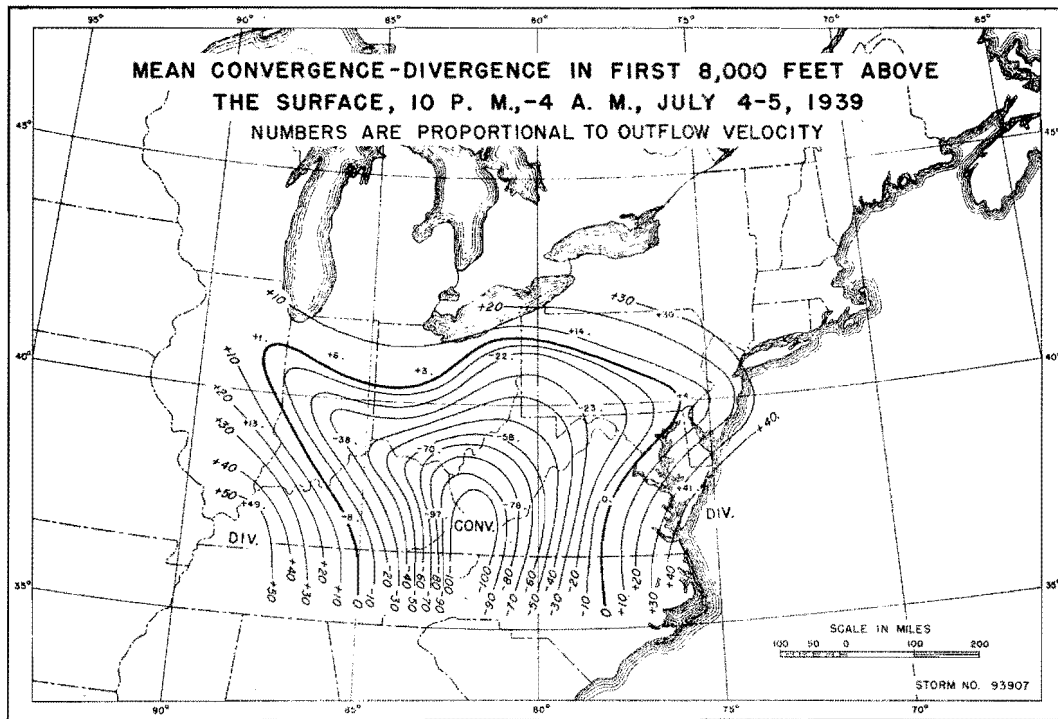 95° 90° 85° 80° 75° 70° 65°
MEAN CONVERGENCE-DIVERGENCE IN FIRST 8,000 FEET ABOVE
THE SURFACE, 10 P. M.,-4 A. M., JULY 4-5, 1939
NUMBERS ARE PROPORTIONAL TO OUTFLOW VELOCITY
45° 45°
+10 +20 +30
+30
+14
+1 +6 +3 -22
40° 40°
+10
+4
+20 -23
+13 +40
+30 -38 -58
-70
+40
+50 +41
+49 -8 -97 -78 0
DIV. CONV. DIV.
+50 +40 +30 +20 +10 0 -10 -20 -30 -40 -50 -60 -70 -80 -90 -100 -100 -90 -80 -70 -60 -50 -40 -30 -20 -10 0 +10 +20 +30 +40
35° 35°
SCALE IN MILES
100 50 0 100 200
STORM NO. 93907
90° 85° 80° 75° 70°